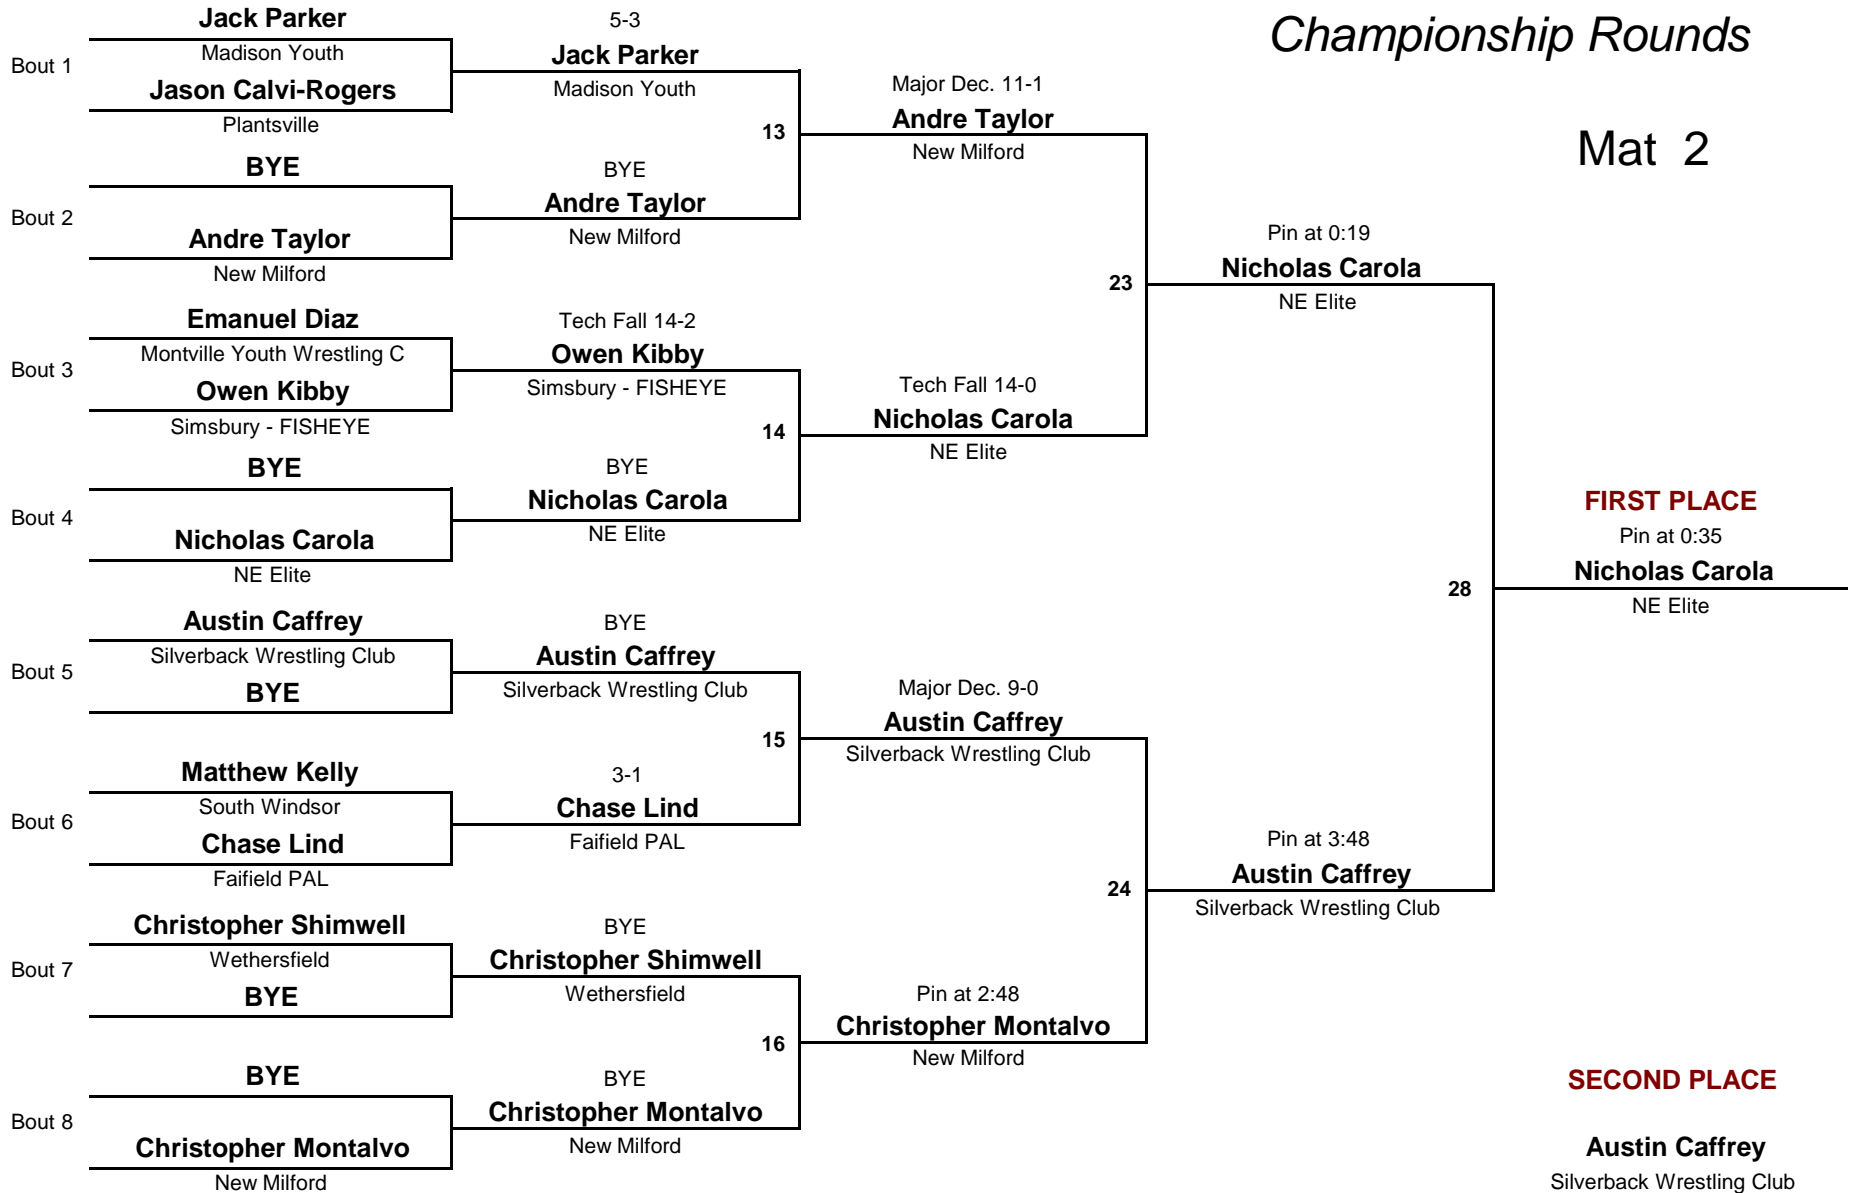 Championship Rounds
Mat 2
Bout 1
Jack Parker
Madison Youth
Jason Calvi-Rogers
Plantsville
Bout 2
BYE
Andre Taylor
New Milford
Bout 3
Emanuel Diaz
Montville Youth Wrestling C
Owen Kibby
Simsbury - FISHEYE
Bout 4
BYE
Nicholas Carola
NE Elite
Bout 5
Austin Caffrey
Silverback Wrestling Club
BYE
Bout 6
Matthew Kelly
South Windsor
Chase Lind
Faifield PAL
Bout 7
Christopher Shimwell
Wethersfield
BYE
Bout 8
BYE
Christopher Montalvo
New Milford
5-3
Jack Parker
Madison Youth
13
BYE
Andre Taylor
New Milford
Tech Fall 14-2
Owen Kibby
Simsbury - FISHEYE
14
BYE
Nicholas Carola
NE Elite
BYE
Austin Caffrey
Silverback Wrestling Club
15
3-1
Chase Lind
Faifield PAL
BYE
Christopher Shimwell
Wethersfield
16
BYE
Christopher Montalvo
New Milford
Major Dec. 11-1
Andre Taylor
New Milford
23
Tech Fall 14-0
Nicholas Carola
NE Elite
Major Dec. 9-0
Austin Caffrey
Silverback Wrestling Club
24
Pin at 2:48
Christopher Montalvo
New Milford
Pin at 0:19
Nicholas Carola
NE Elite
28
Pin at 3:48
Austin Caffrey
Silverback Wrestling Club
FIRST PLACE
Pin at 0:35
Nicholas Carola
NE Elite
SECOND PLACE
Austin Caffrey
Silverback Wrestling Club